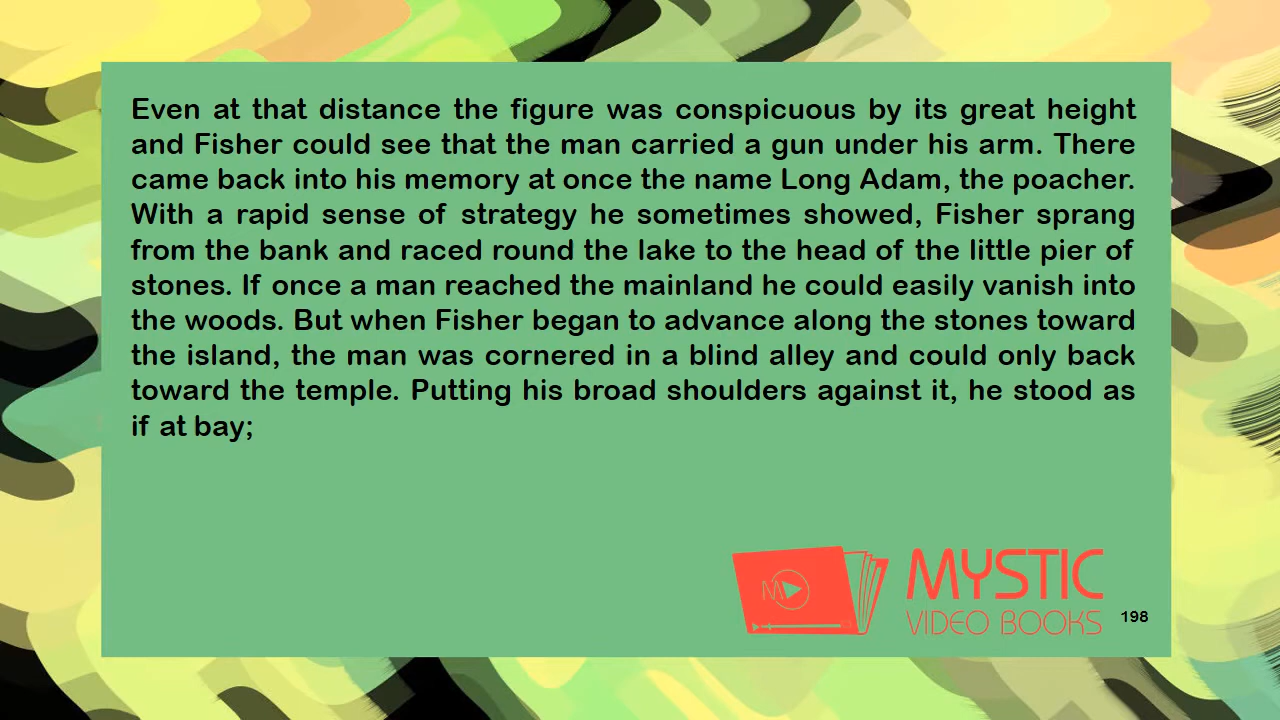 Even at that distance the figure was conspicuous by its great height
and Fisher could see that the man carried a gun under his arm. There
came back into his memory at once the name Long Adam, the poacher.
With a rapid sense of strategy he sometimes showed, Fisher sprang
from the bank and raced round the lake to the head of the little pier of
stones. If once a man reached the mainland he could easily vanish into
the woods. But when Fisher began to advance along the stones toward
the island, the man was cornered in a blind alley and could only back
toward the temple. Putting his broad shoulders against it, he stood as
if at bay;
M
MYSTIC
VIDEO BOOKS
198